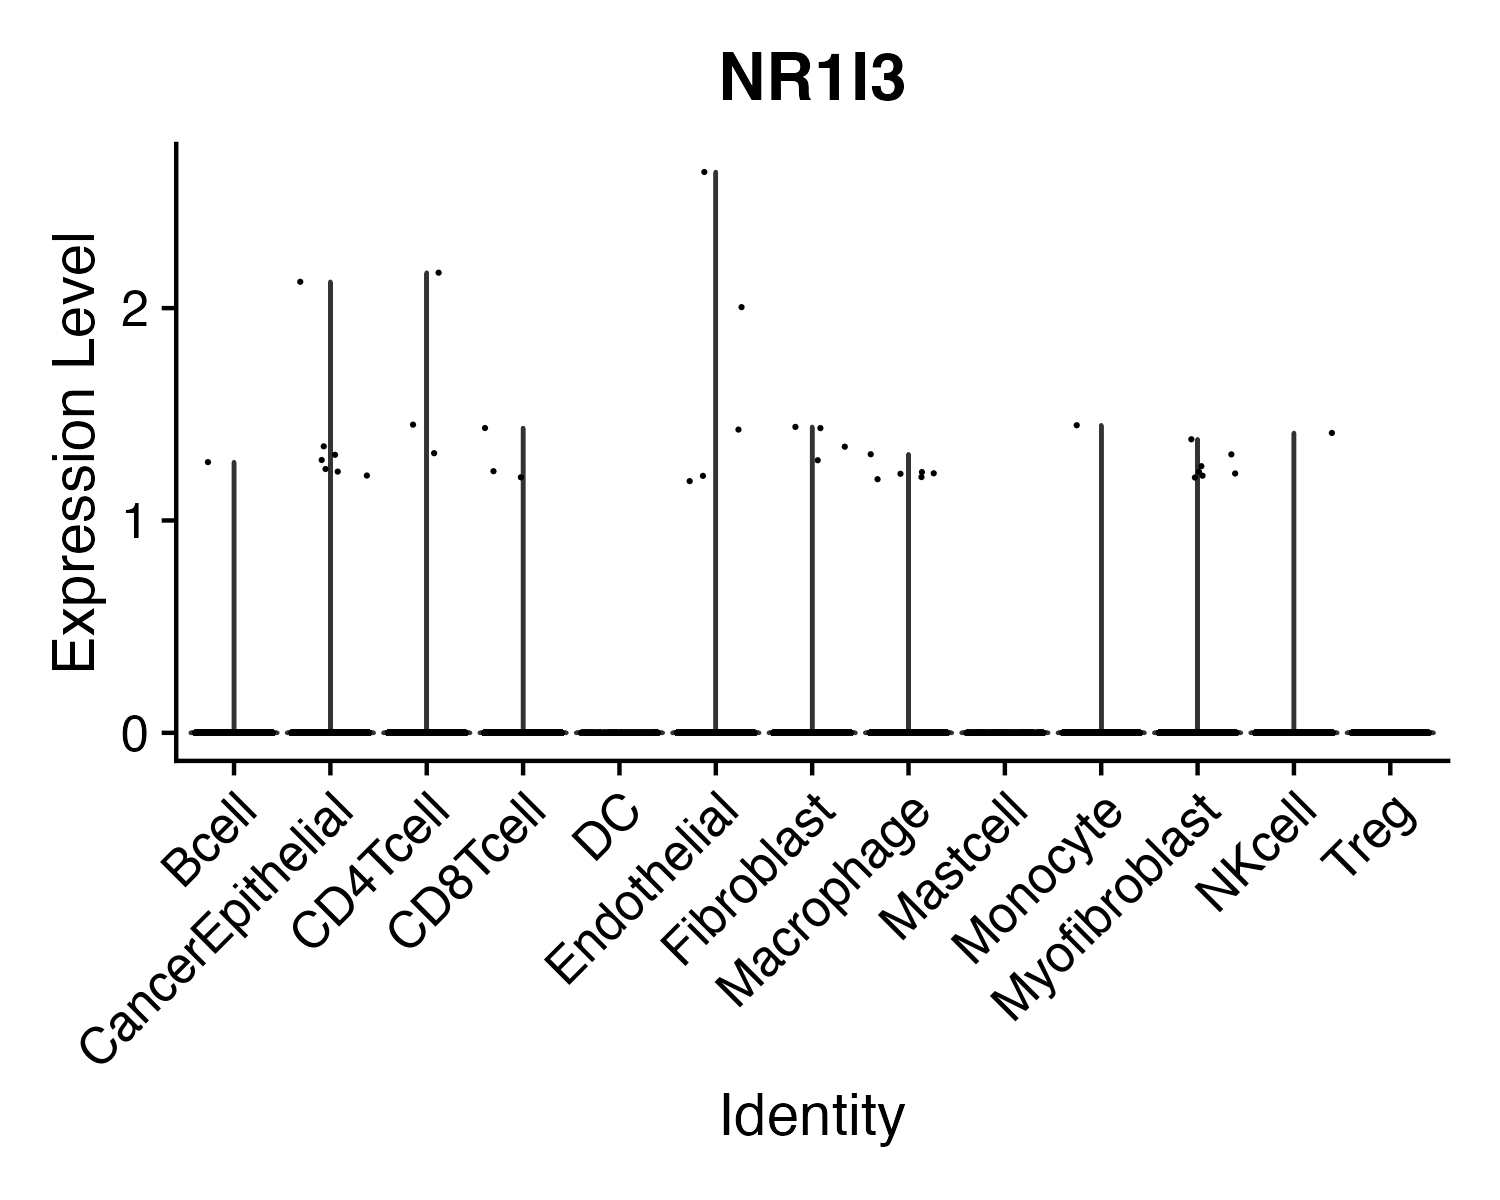 NR1I3
Expression Level
2
1
0
Bcell
CancerEpithelial
CD4Tcell
CD8Tcell
DC
Endothelial
Fibroblast
Macrophage
Mastcell
Monocyte
Myofibroblast
NKcell
Treg
Identity